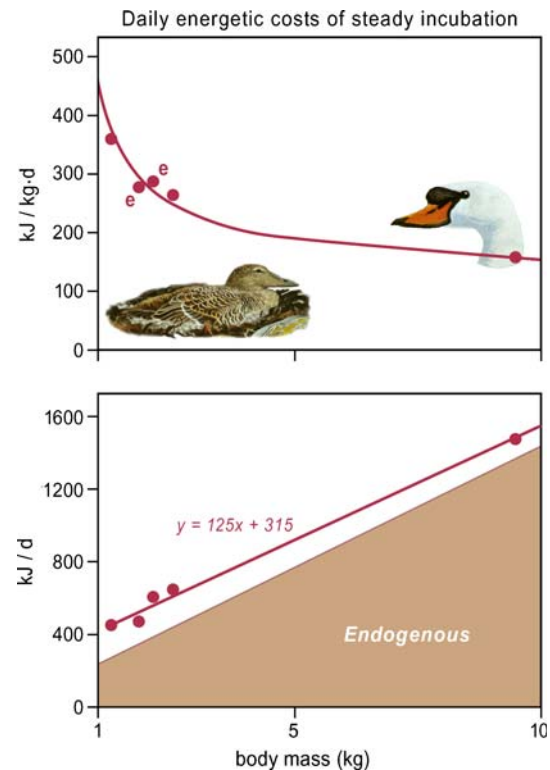 Daily energetic costs of steady incubation
500
400
300
200
100
0
kJ / kg·d
e
e
1600
1200
800
400
0
kJ / d
y = 125x + 315
Endogenous
1
5
10
body mass (kg)